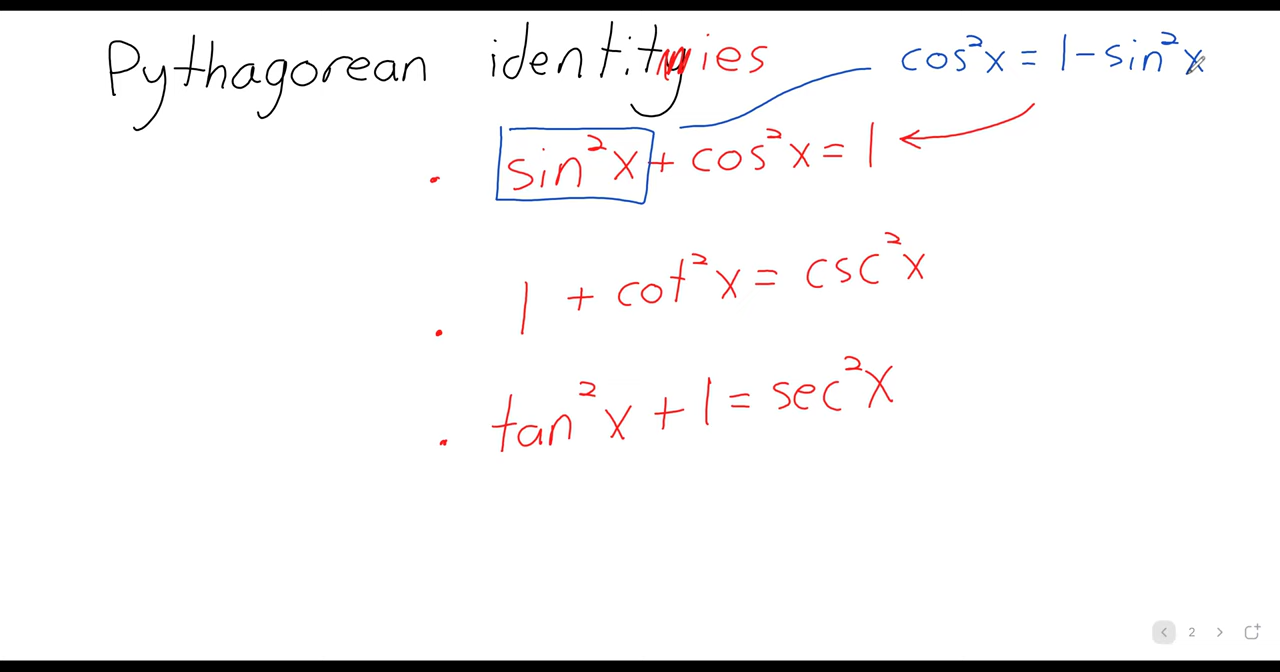 Pythagorean identities
cos²x = 1 - sin²x
· sin²x + cos²x = 1
· 1 + cot²x = csc²x
· tan²x + 1 = sec²x
2